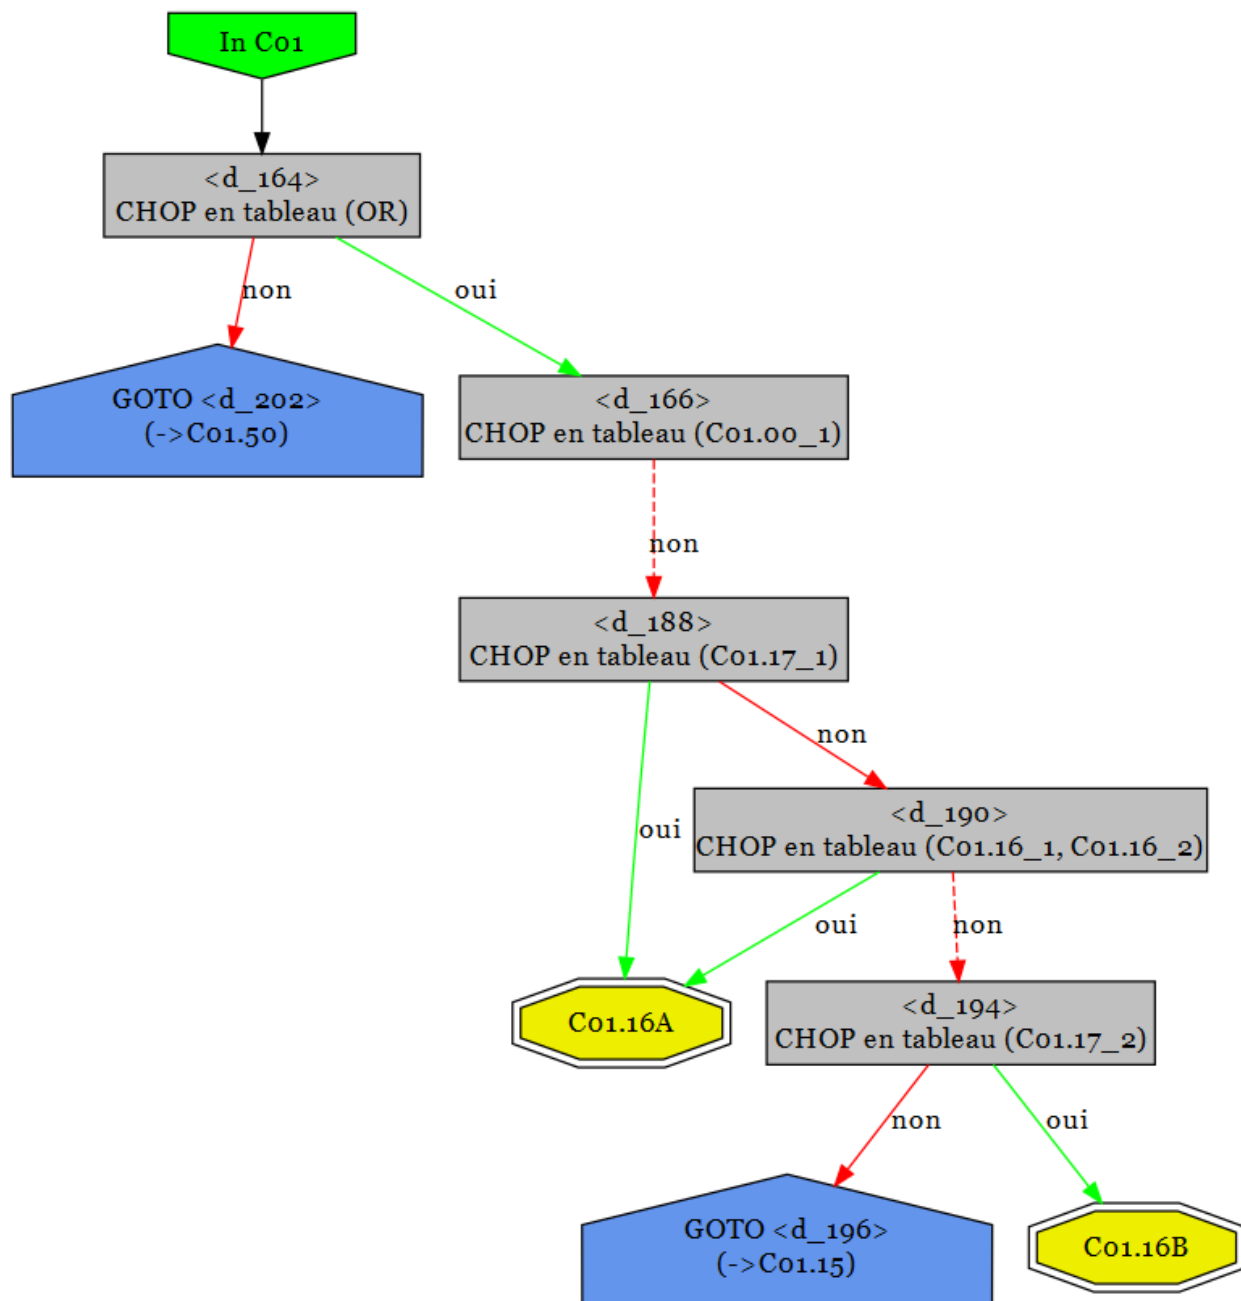 In C01
<d_164>
CHOP en tableau (OR)
non
oui
GOTO <d_202>
(->C01.50)
<d_166>
CHOP en tableau (C01.00_1)
non
<d_188>
CHOP en tableau (C01.17_1)
non
oui
<d_190>
CHOP en tableau (C01.16_1, C01.16_2)
oui
non
C01.16A
<d_194>
CHOP en tableau (C01.17_2)
non
oui
GOTO <d_196>
(->C01.15)
C01.16B